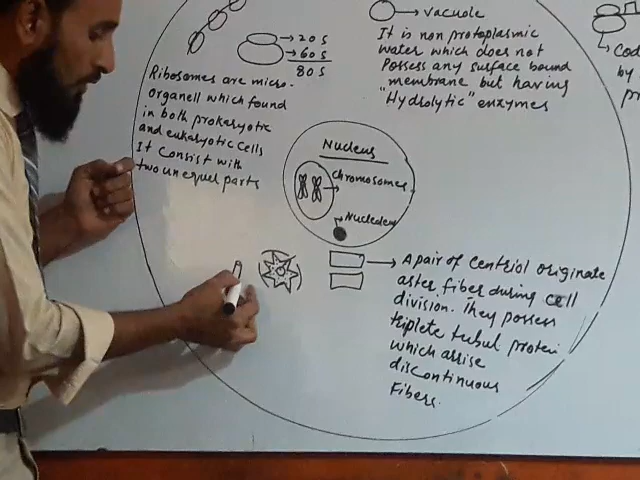 → 20 S
→ 60 S
80 S
Ribosomes are micro-
organell which found
in both prokaryotic
and eukaryotic cells
It consist with
two unequal parts
→ vacuole
It is non protoplasmic
water which does not
Possess any surface bound
membrane but having
"Hydrolytic" enzymes
Cod
by
pr
Nucleus
→ chromosomes
→ Nucleolus
→ A pair of Centriol originate
aster fiber during cell
division. They possess
triplete tubul protein
which arise
discontinuous
Fibers.